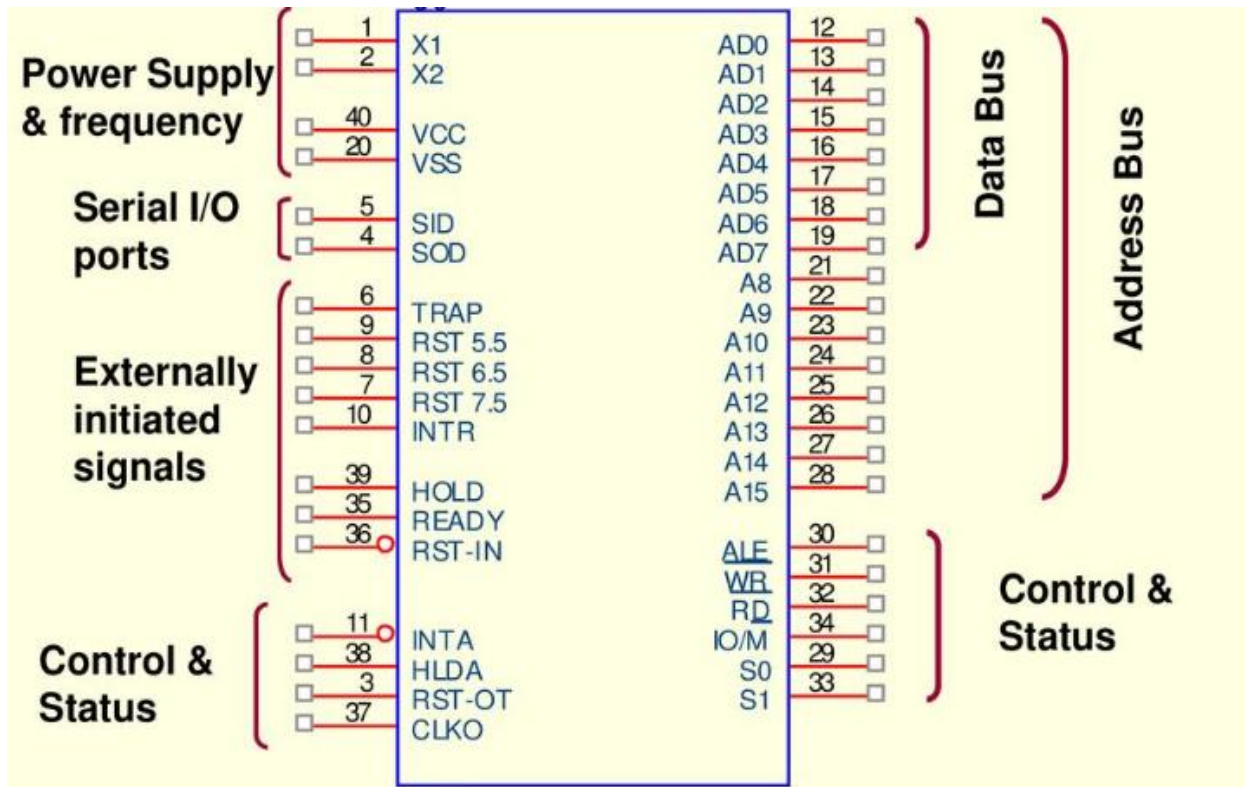 Power Supply
& frequency
1 X1
2 X2
40 VCC
20 VSS
Serial I/O
ports
5 SID
4 SOD
Externally
initiated
signals
6 TRAP
9 RST 5.5
8 RST 6.5
7 RST 7.5
10 INTR
39 HOLD
35 READY
36 RST-IN
Control &
Status
11 INTA
38 HLDA
3 RST-OT
37 CLKO
AD0 12
AD1 13
AD2 14
AD3 15
AD4 16
AD5 17
AD6 18
AD7 19
A8 21
A9 22
A10 23
A11 24
A12 25
A13 26
A14 27
A15 28
Data Bus
Address Bus
ALE 30
WR 31
RD 32
IO/M 34
S0 29
S1 33
Control &
Status